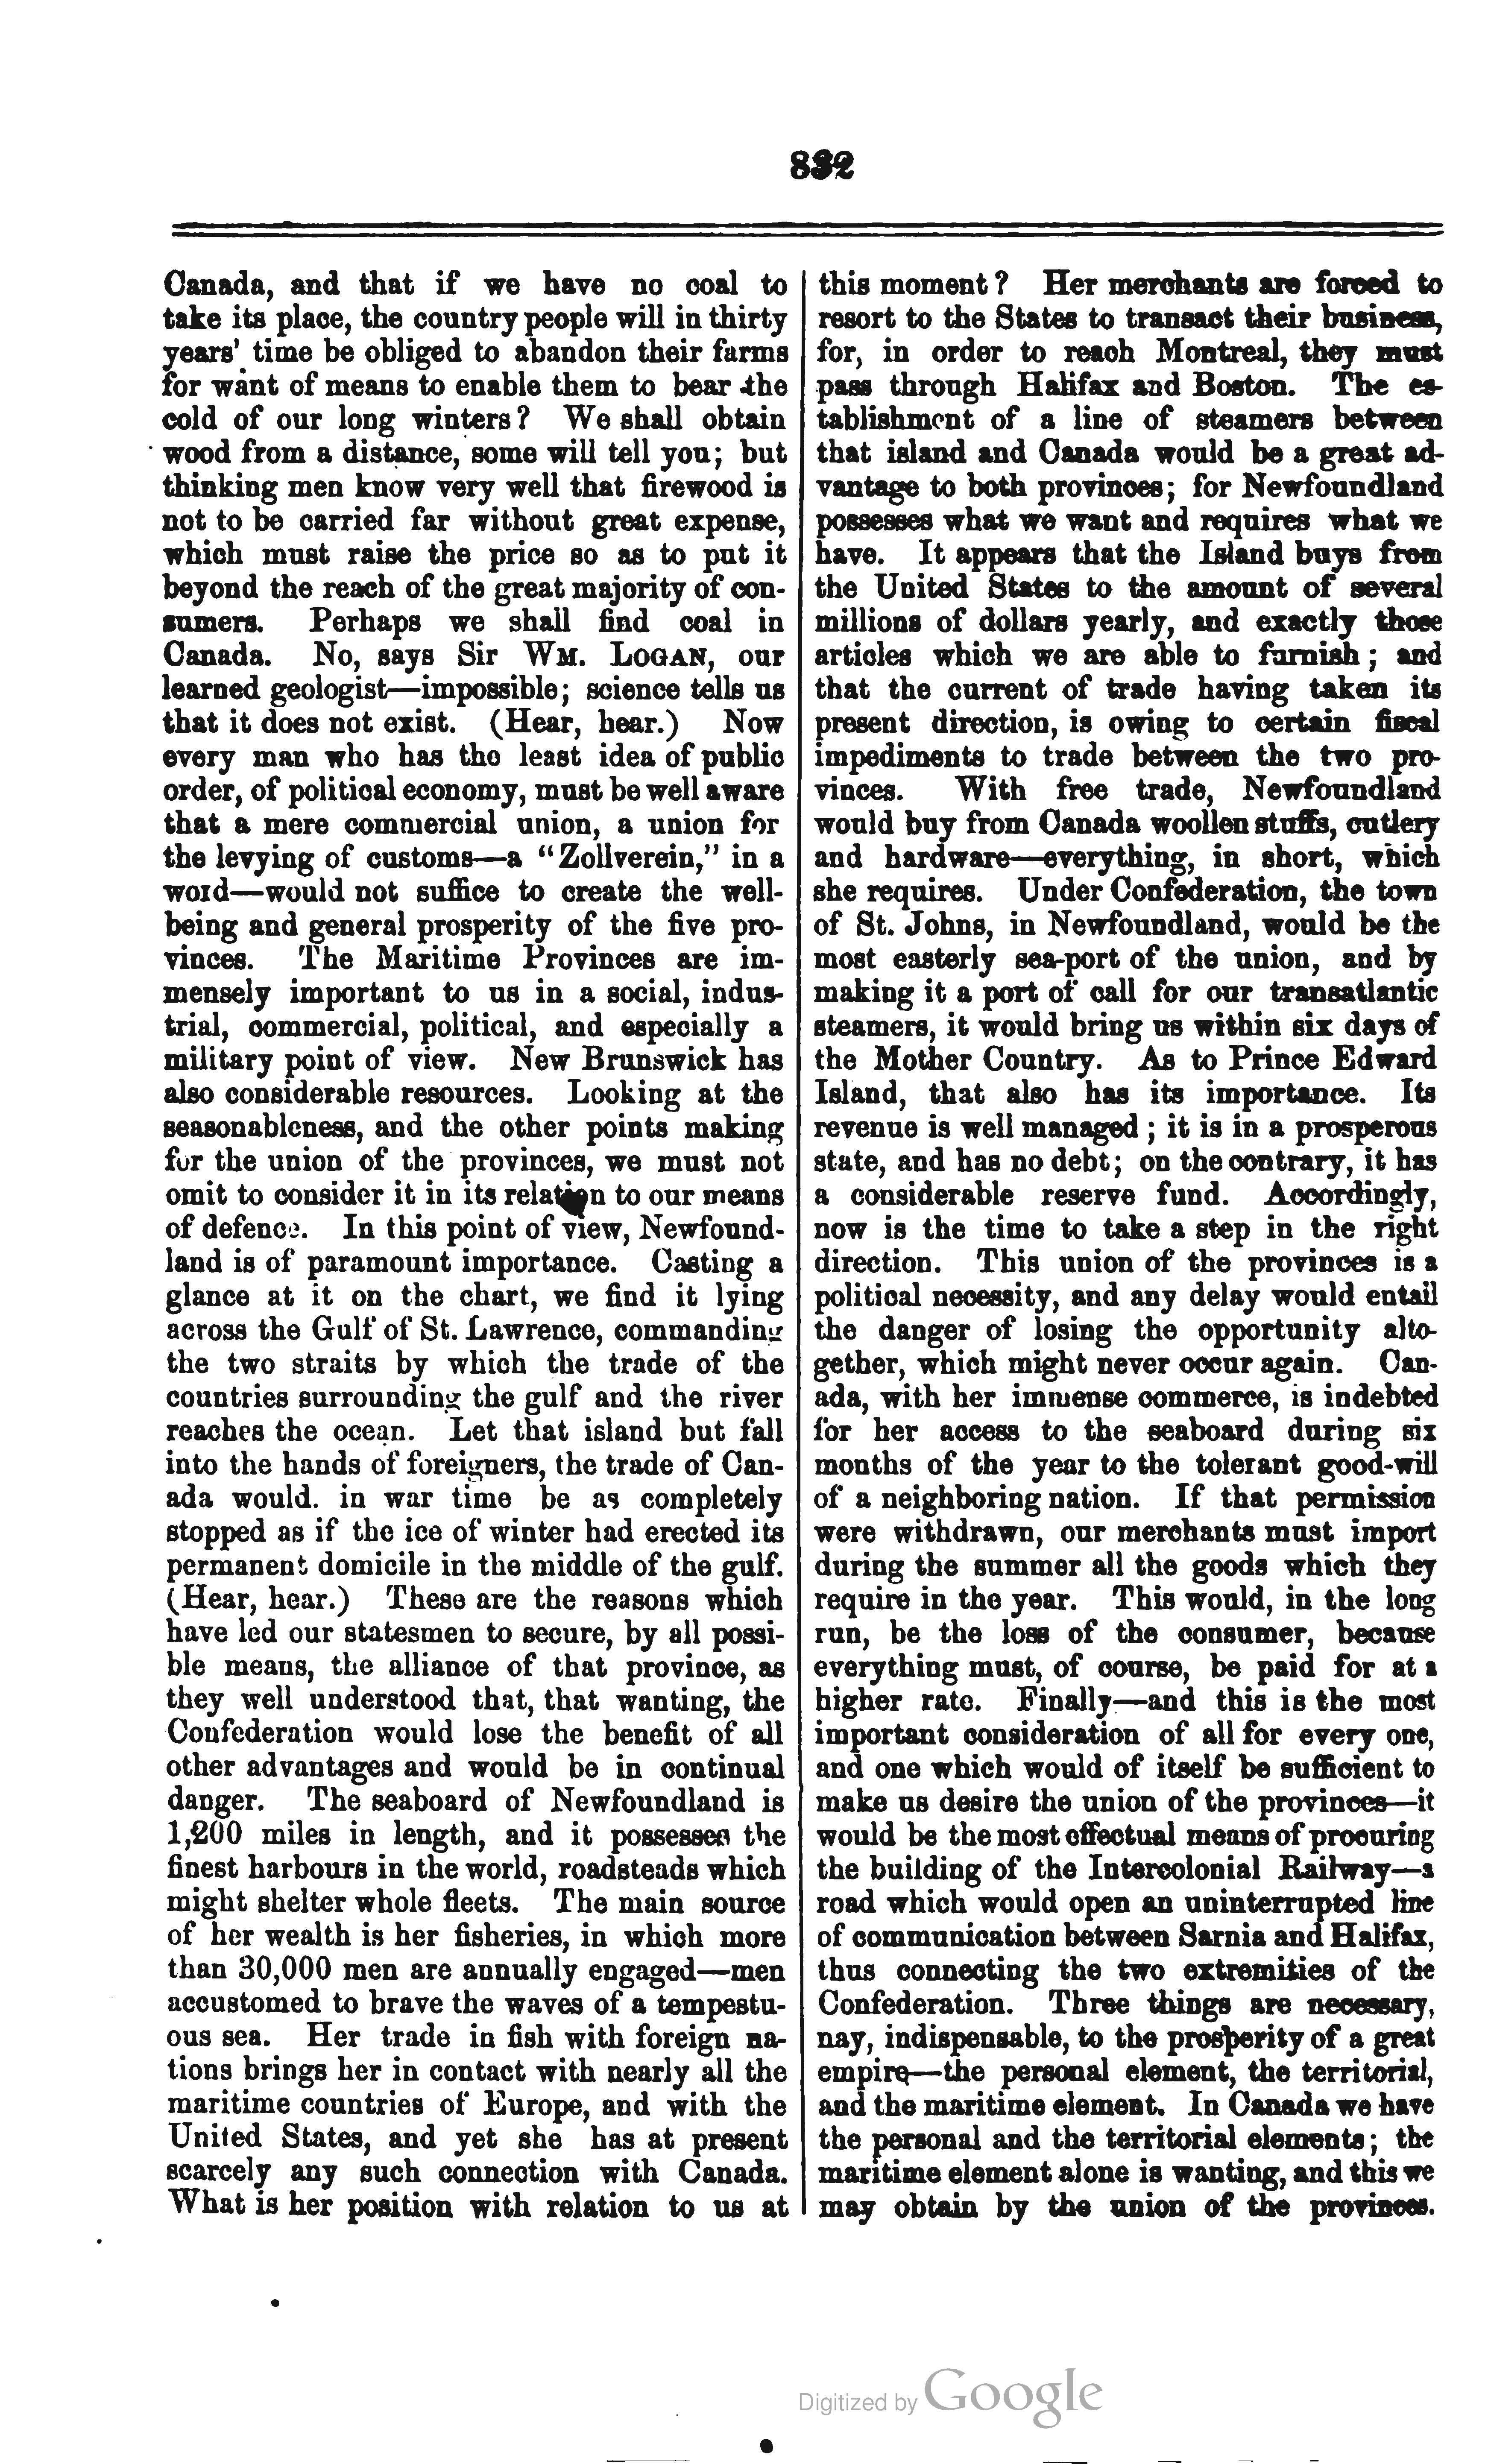 832
Canada, and that if we have no coal to
take its place, the country people will in thirty
years' time be obliged to abandon their farms
for want of means to enable them to bear the
cold of our long winters? We shall obtain
wood from a distance, some will tell you; but
thinking men know very well that firewood is
not to be carried far without great expense,
which must raise the price so as to put it
beyond the reach of the great majority of con-
sumers. Perhaps we shall find coal in
Canada. No, says Sir WM. LOGAN, our
learned geologist—impossible; science tells us
that it does not exist. (Hear, hear.) Now
every man who has the least idea of public
order, of political economy, must be well aware
that a mere commercial union, a union for
the levying of customs—a "Zollverein," in a
word—would not suffice to create the well-
being and general prosperity of the five pro-
vinces. The Maritime Provinces are im-
mensely important to us in a social, indus-
trial, commercial, political, and especially a
military point of view. New Brunswick has
also considerable resources. Looking at the
seasonableness, and the other points making
for the union of the provinces, we must not
omit to consider it in its relation to our means
of defence. In this point of view, Newfound-
land is of paramount importance. Casting a
glance at it on the chart, we find it lying
across the Gulf of St. Lawrence, commanding
the two straits by which the trade of the
countries surrounding the gulf and the river
reaches the ocean. Let that island but fall
into the hands of foreigners, the trade of Can-
ada would. in war time be as completely
stopped as if the ice of winter had erected its
permanent domicile in the middle of the gulf.
(Hear, hear.) These are the reasons which
have led our statesmen to secure, by all possi-
ble means, the alliance of that province, as
they well understood that, that wanting, the
Confederation would lose the benefit of all
other advantages and would be in continual
danger. The seaboard of Newfoundland is
1,200 miles in length, and it possesses the
finest harbours in the world, roadsteads which
might shelter whole fleets. The main source
of her wealth is her fisheries, in which more
than 30,000 men are annually engaged—men
accustomed to brave the waves of a tempestu-
ous sea. Her trade in fish with foreign na-
tions brings her in contact with nearly all the
maritime countries of Europe, and with the
United States, and yet she has at present
scarcely any such connection with Canada.
What is her position with relation to us at
this moment? Her merchants are forced to
resort to the States to transact their business,
for, in order to reach Montreal, they must
pass through Halifax and Boston. The es-
tablishment of a line of steamers between
that island and Canada would be a great ad-
vantage to both provinces; for Newfoundland
possesses what we want and requires what we
have. It appears that the Island buys from
the United States to the amount of several
millions of dollars yearly, and exactly those
articles which we are able to furnish; and
that the current of trade having taken its
present direction, is owing to certain fiscal
impediments to trade between the two pro-
vinces. With free trade, Newfoundland
would buy from Canada woollen stuffs, cutlery
and hardware—everything, in short, which
she requires. Under Confederation, the town
of St. Johns, in Newfoundland, would be the
most easterly sea-port of the union, and by
making it a port of call for our transatlantic
steamers, it would bring us within six days of
the Mother Country. As to Prince Edward
Island, that also has its importance. Its
revenue is well managed; it is in a prosperous
state, and has no debt; on the contrary, it has
a considerable reserve fund. Accordingly,
now is the time to take a step in the right
direction. This union of the provinces is a
political necessity, and any delay would entail
the danger of losing the opportunity alto-
gether, which might never occur again. Can-
ada, with her immense commerce, is indebted
for her access to the seaboard during six
months of the year to the tolerant good-will
of a neighboring nation. If that permission
were withdrawn, our merchants must import
during the summer all the goods which they
require in the year. This would, in the long
run, be the loss of the consumer, because
everything must, of course, be paid for at a
higher rate. Finally—and this is the most
important consideration of all for every one,
and one which would of itself be sufficient to
make us desire the union of the provinces—it
would be the most effectual means of procuring
the building of the Intercolonial Railway—a
road which would open an uninterrupted line
of communication between Sarnia and Halifax,
thus connecting the two extremities of the
Confederation. Three things are necessary,
nay, indispensable, to the prosperity of a great
empire—the personal element, the territorial,
and the maritime element. In Canada we have
the personal and the territorial elements; the
maritime element alone is wanting, and this we
may obtain by the union of the provinces.
Digitized by Google